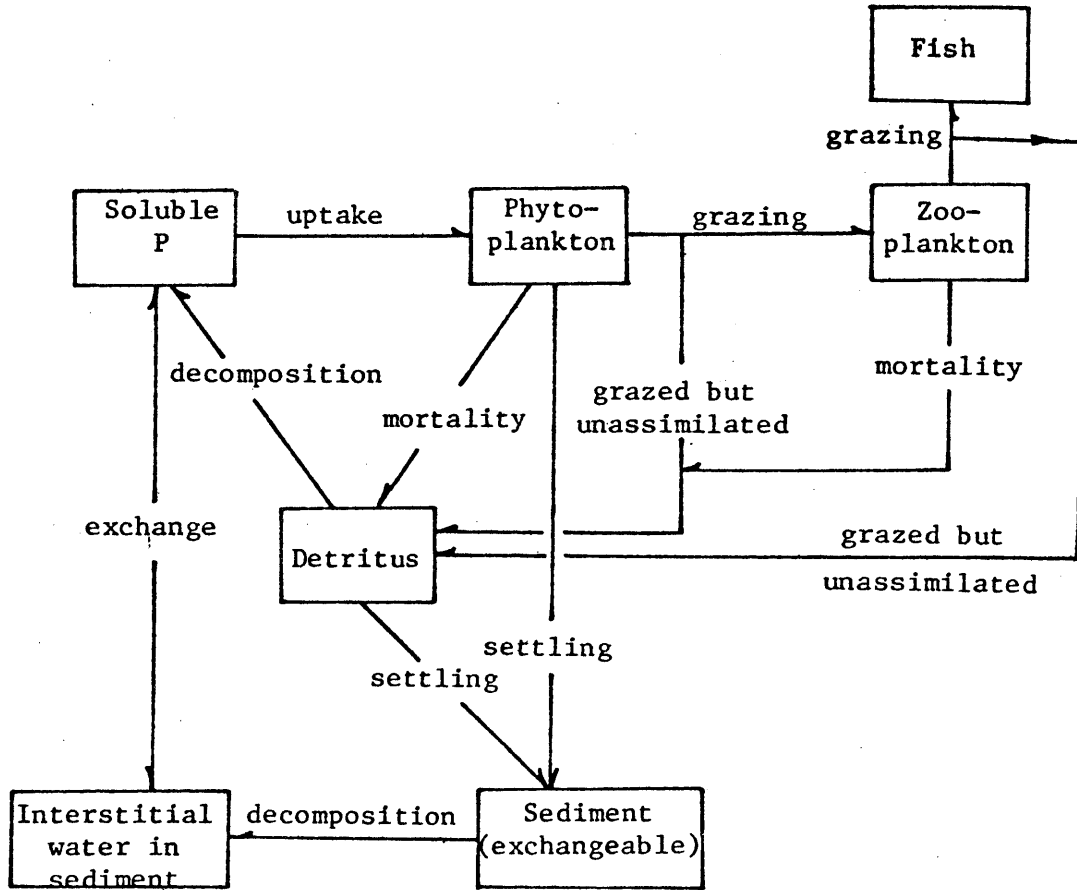 Fish
grazing
Soluble
P
uptake
Phyto-
plankton
grazing
Zoo-
plankton
decomposition
mortality
grazed but
unassimilated
mortality
exchange
Detritus
grazed but
unassimilated
settling
settling
Interstitial
water in
sediment
decomposition
Sediment
(exchangeable)